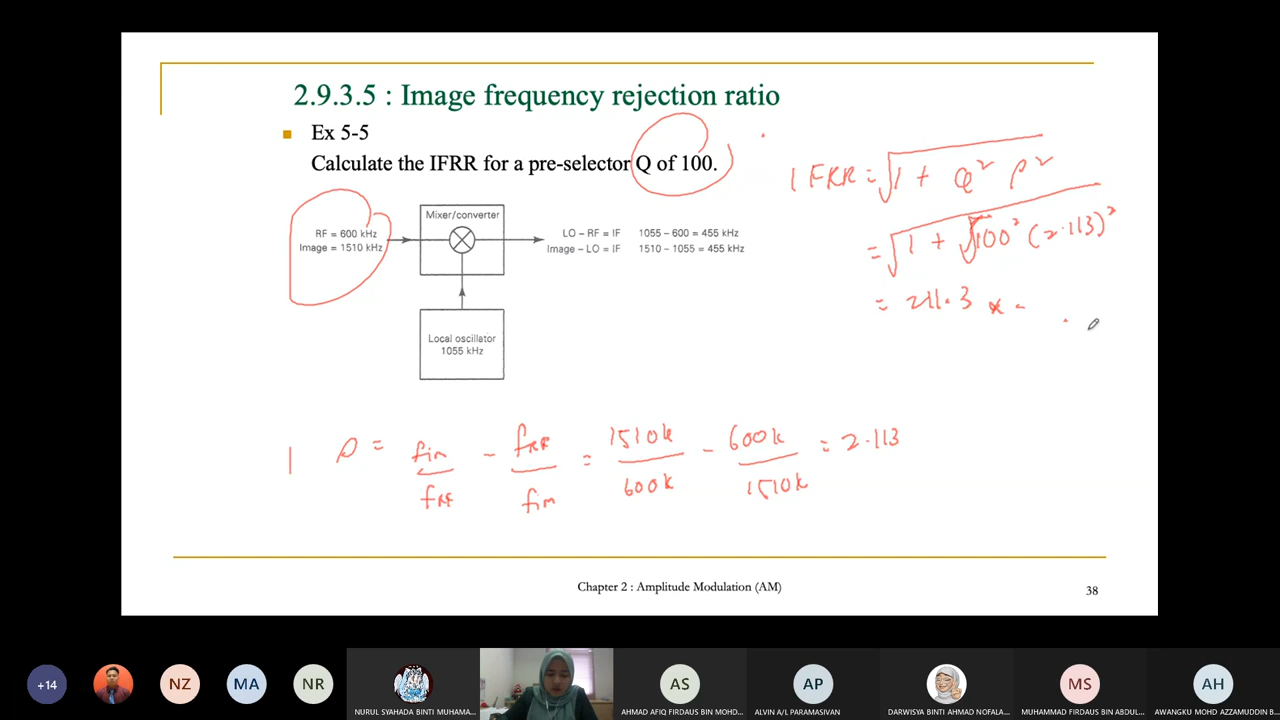 2.9.3.5 : Image frequency rejection ratio
Ex 5-5
Calculate the IFRR for a pre-selector Q of 100.
IFRR = √1 + Q² ρ²
= √1 + 100² (2.113)²
= 211.3
RF = 600 kHz
Image = 1510 kHz
Mixer/converter
LO – RF = IF 1055 – 600 = 455 kHz
Image – LO = IF 1510 – 1055 = 455 kHz
Local oscillator
1055 kHz
ρ = fim/fRF - fRR/fim = 1510k/600k - 600k/1510k = 2.113
Chapter 2 : Amplitude Modulation (AM)
38
+14
NZ
MA
NR
AS
AP
MS
AH
NURUL SYAHADA BINTI MUHAMA...
AHMAD AFIQ FIRDAUS BIN MOHD...
ALVIN A/L PARAMASIVAN
DARWISYA BINTI AHMAD NOFALA...
MUHAMMAD FIRDAUS BIN ABDUL...
AWANGKU MOHD AZZAMUDDIN B...